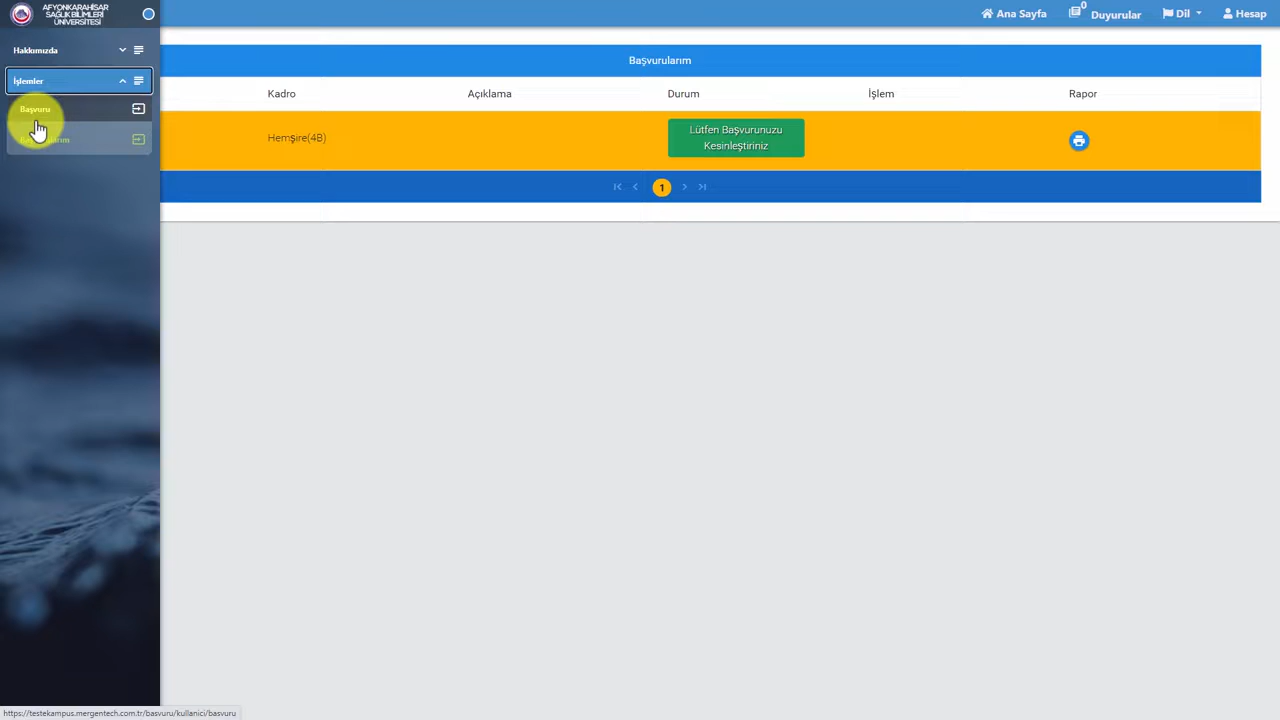 AFYONKARAHİSAR
SAĞLIK BİLİMLERİ
ÜNİVERSİTESİ
Ana Sayfa
0
Duyurular
Dil
Hesap
Hakkımızda
İşlemler
Başvuru
Başvurularım
Kadro
Açıklama
Durum
İşlem
Rapor
Hemşire(4B)
Lütfen Başvurunuzu
Kesinleştiriniz
1
https://testekampus.mergentech.com.tr/basvuru/kullanici/basvuru